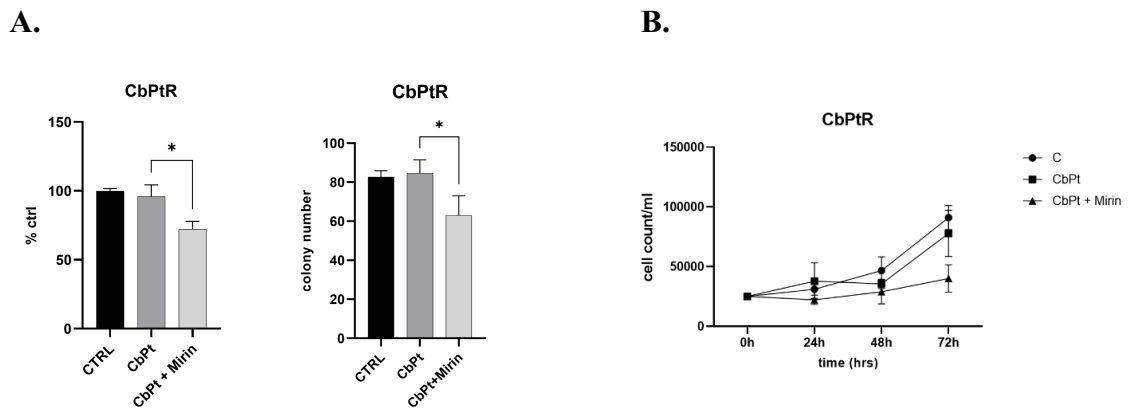 A.
B.
CbPtR
% ctrl
150
100
50
0
*
CTRL
CbPt
CbPt + Mirin
CbPtR
colony number
100
80
60
40
20
0
*
CTRL
CbPt
CbPt+Mirin
CbPtR
cell count/ml
150000
100000
50000
0
0h
24h
48h
72h
time (hrs)
C
CbPt
CbPt + Mirin